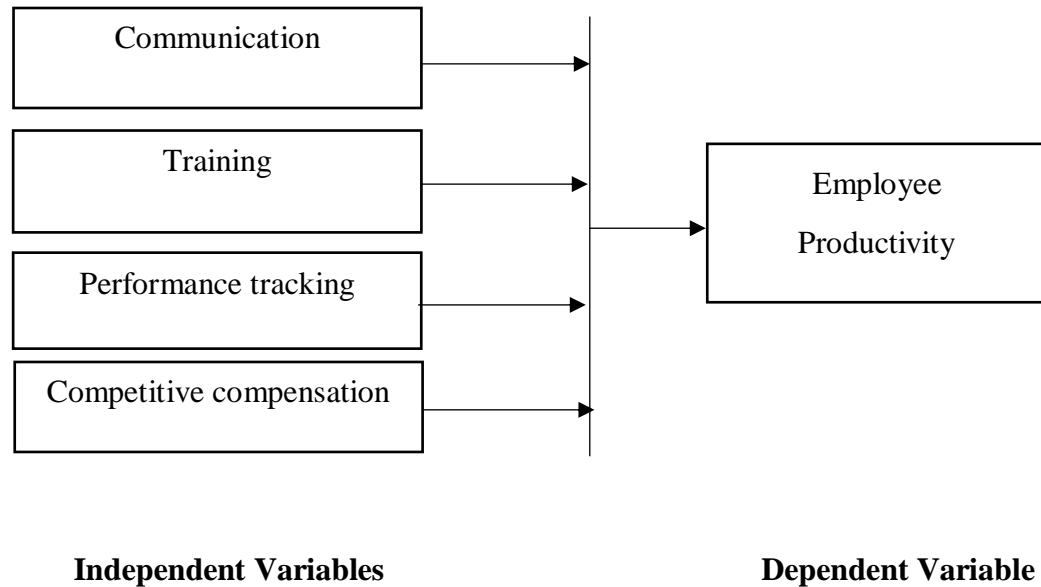 Communication
Training
Performance tracking
Competitive compensation
Employee
Productivity
Independent Variables
Dependent Variable